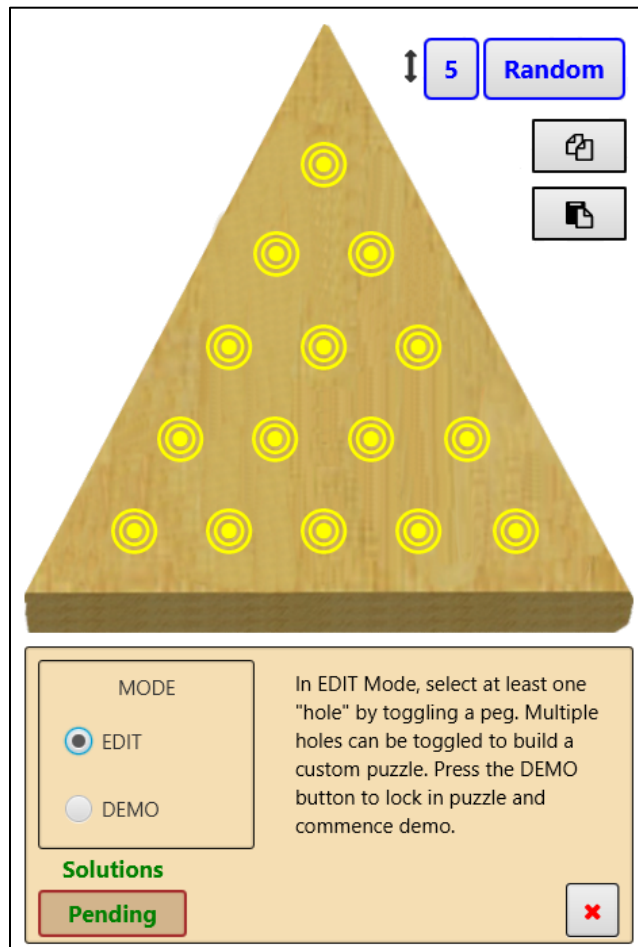 5 Random
MODE
EDIT
DEMO
In EDIT Mode, select at least one
"hole" by toggling a peg. Multiple
holes can be toggled to build a
custom puzzle. Press the DEMO
button to lock in puzzle and
commence demo.
Solutions
Pending